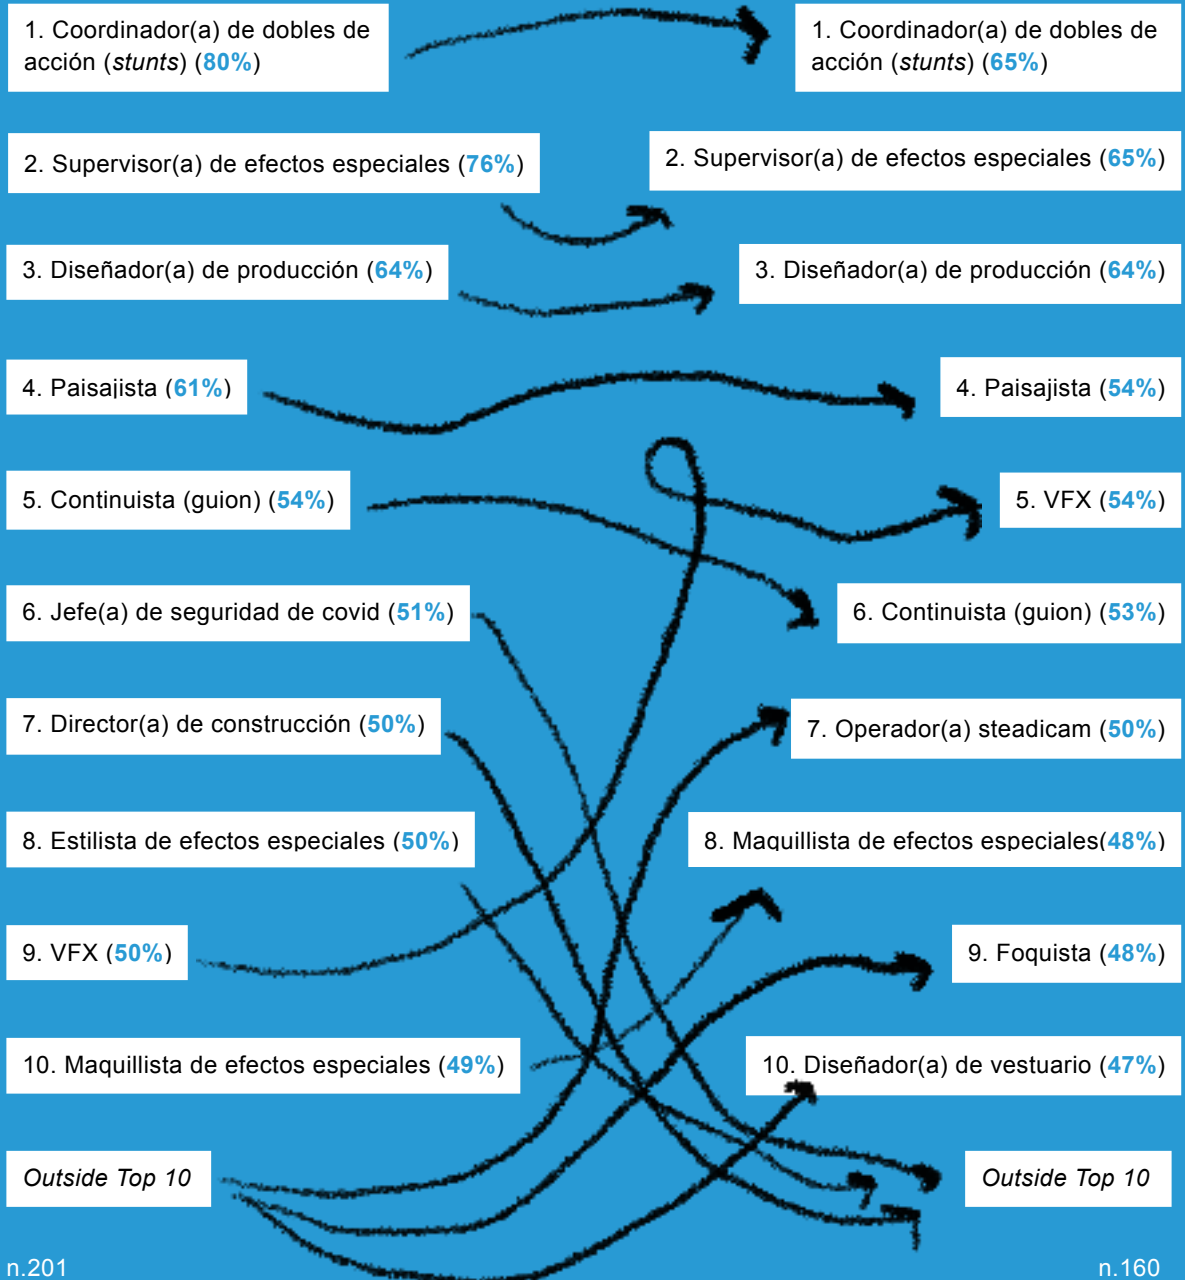 1. Coordinador(a) de dobles de
acción (stunts) (80%)
1. Coordinador(a) de dobles de
acción (stunts) (65%)
2. Supervisor(a) de efectos especiales (76%)
2. Supervisor(a) de efectos especiales (65%)
3. Diseñador(a) de producción (64%)
3. Diseñador(a) de producción (64%)
4. Paisajista (61%)
4. Paisajista (54%)
5. Continuista (guion) (54%)
5. VFX (54%)
6. Jefe(a) de seguridad de covid (51%)
6. Continuista (guion) (53%)
7. Director(a) de construcción (50%)
7. Operador(a) steadicam (50%)
8. Estilista de efectos especiales (50%)
8. Maquillista de efectos especiales(48%)
9. VFX (50%)
9. Foquista (48%)
10. Maquillista de efectos especiales (49%)
10. Diseñador(a) de vestuario (47%)
Outside Top 10
Outside Top 10
n.201
n.160